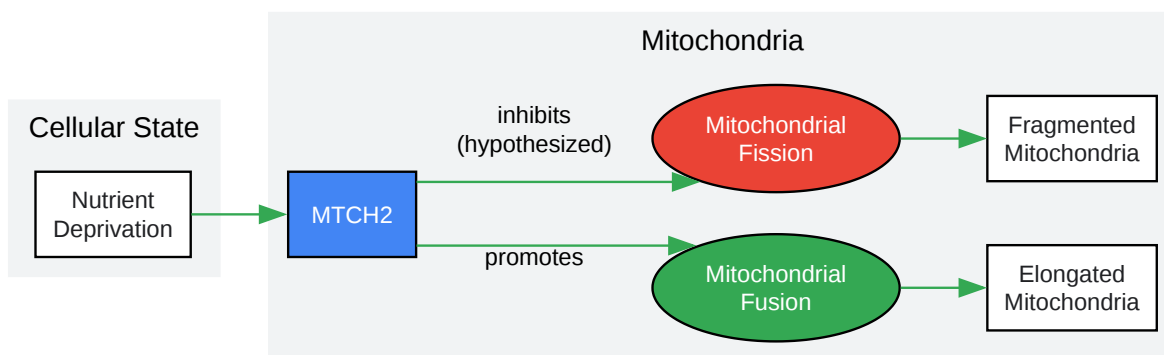 Mitochondria
Cellular State
Nutrient
Deprivation
MTCH2
inhibits
(hypothesized)
promotes
Mitochondrial
Fission
Mitochondrial
Fusion
Fragmented
Mitochondria
Elongated
Mitochondria